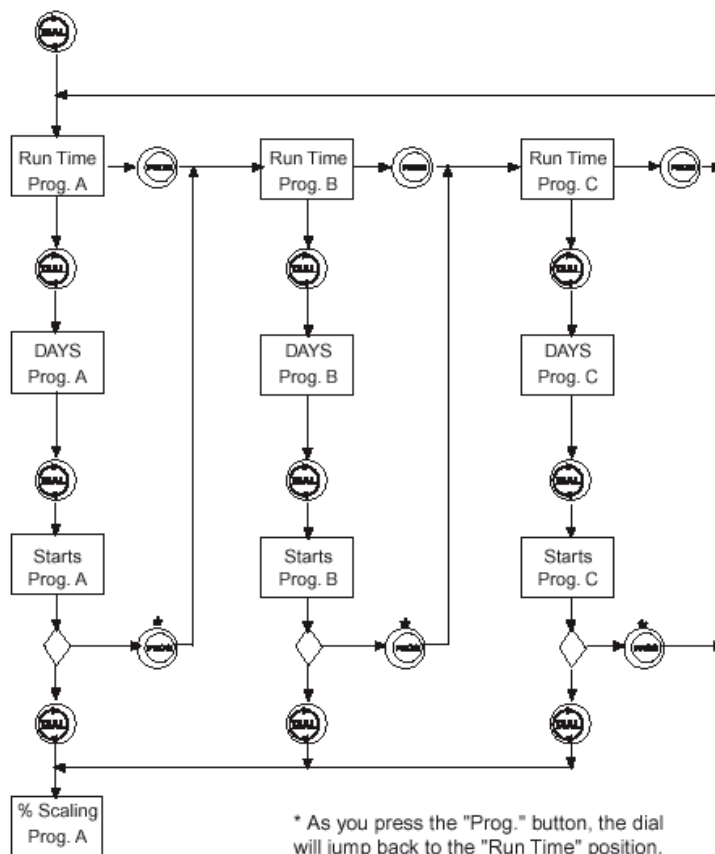 DIAL
Run Time
Prog. A
PROG
Run Time
Prog. B
PROG
Run Time
Prog. C
PROG
DIAL
DIAL
DIAL
DAYS
Prog. A
DAYS
Prog. B
DAYS
Prog. C
DIAL
DIAL
DIAL
Starts
Prog. A
Starts
Prog. B
Starts
Prog. C
*
PROG
*
PROG
*
PROG
DIAL
DIAL
DIAL
% Scaling
Prog. A
* As you press the "Prog." button, the dial
will jump back to the "Run Time" position.